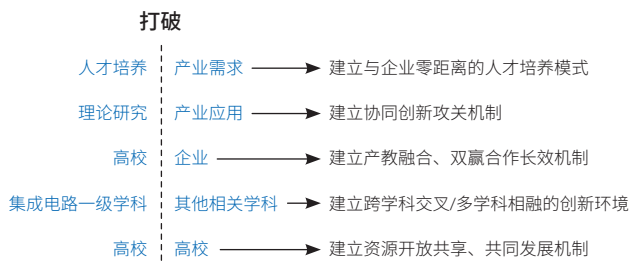 打破
人才培养 产业需求 建立与企业零距离的人才培养模式
理论研究 产业应用 建立协同创新攻关机制
高校 企业 建立产教融合、双赢合作长效机制
集成电路一级学科 其他相关学科 建立跨学科交叉/多学科相融的创新环境
高校 高校 建立资源开放共享、共同发展机制